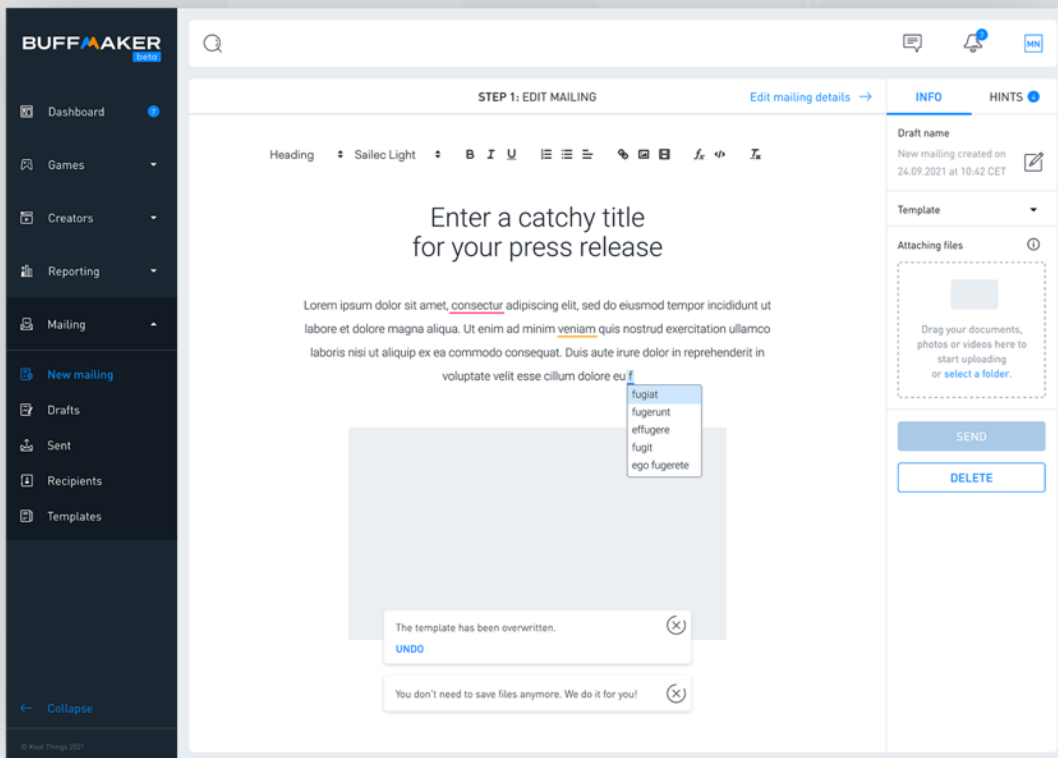 BUFFMAKER
beta
Dashboard
Games
Creators
Reporting
Mailing
New mailing
Drafts
Sent
Recipients
Templates
Collapse
© Kool Things 2021
7
MN
STEP 1: EDIT MAILING
Edit mailing details →
Heading
Sailec Light
B I U
fx </> Tx
Enter a catchy title
for your press release
Lorem ipsum dolor sit amet, consectur adipiscing elit, sed do eiusmod tempor incididunt ut
labore et dolore magna aliqua. Ut enim ad minim veniam quis nostrud exercitation ullamco
laboris nisi ut aliquip ex ea commodo consequat. Duis aute irure dolor in reprehenderit in
voluptate velit esse cillum dolore eu f
fugiat
fugerunt
effugere
fugit
ego fugerete
The template has been overwritten.
UNDO
You don't need to save files anymore. We do it for you!
INFO
HINTS
Draft name
New mailing created on
24.09.2021 at 10:42 CET
Template
Attaching files
Drag your documents,
photos or videos here to
start uploading
or select a folder.
SEND
DELETE